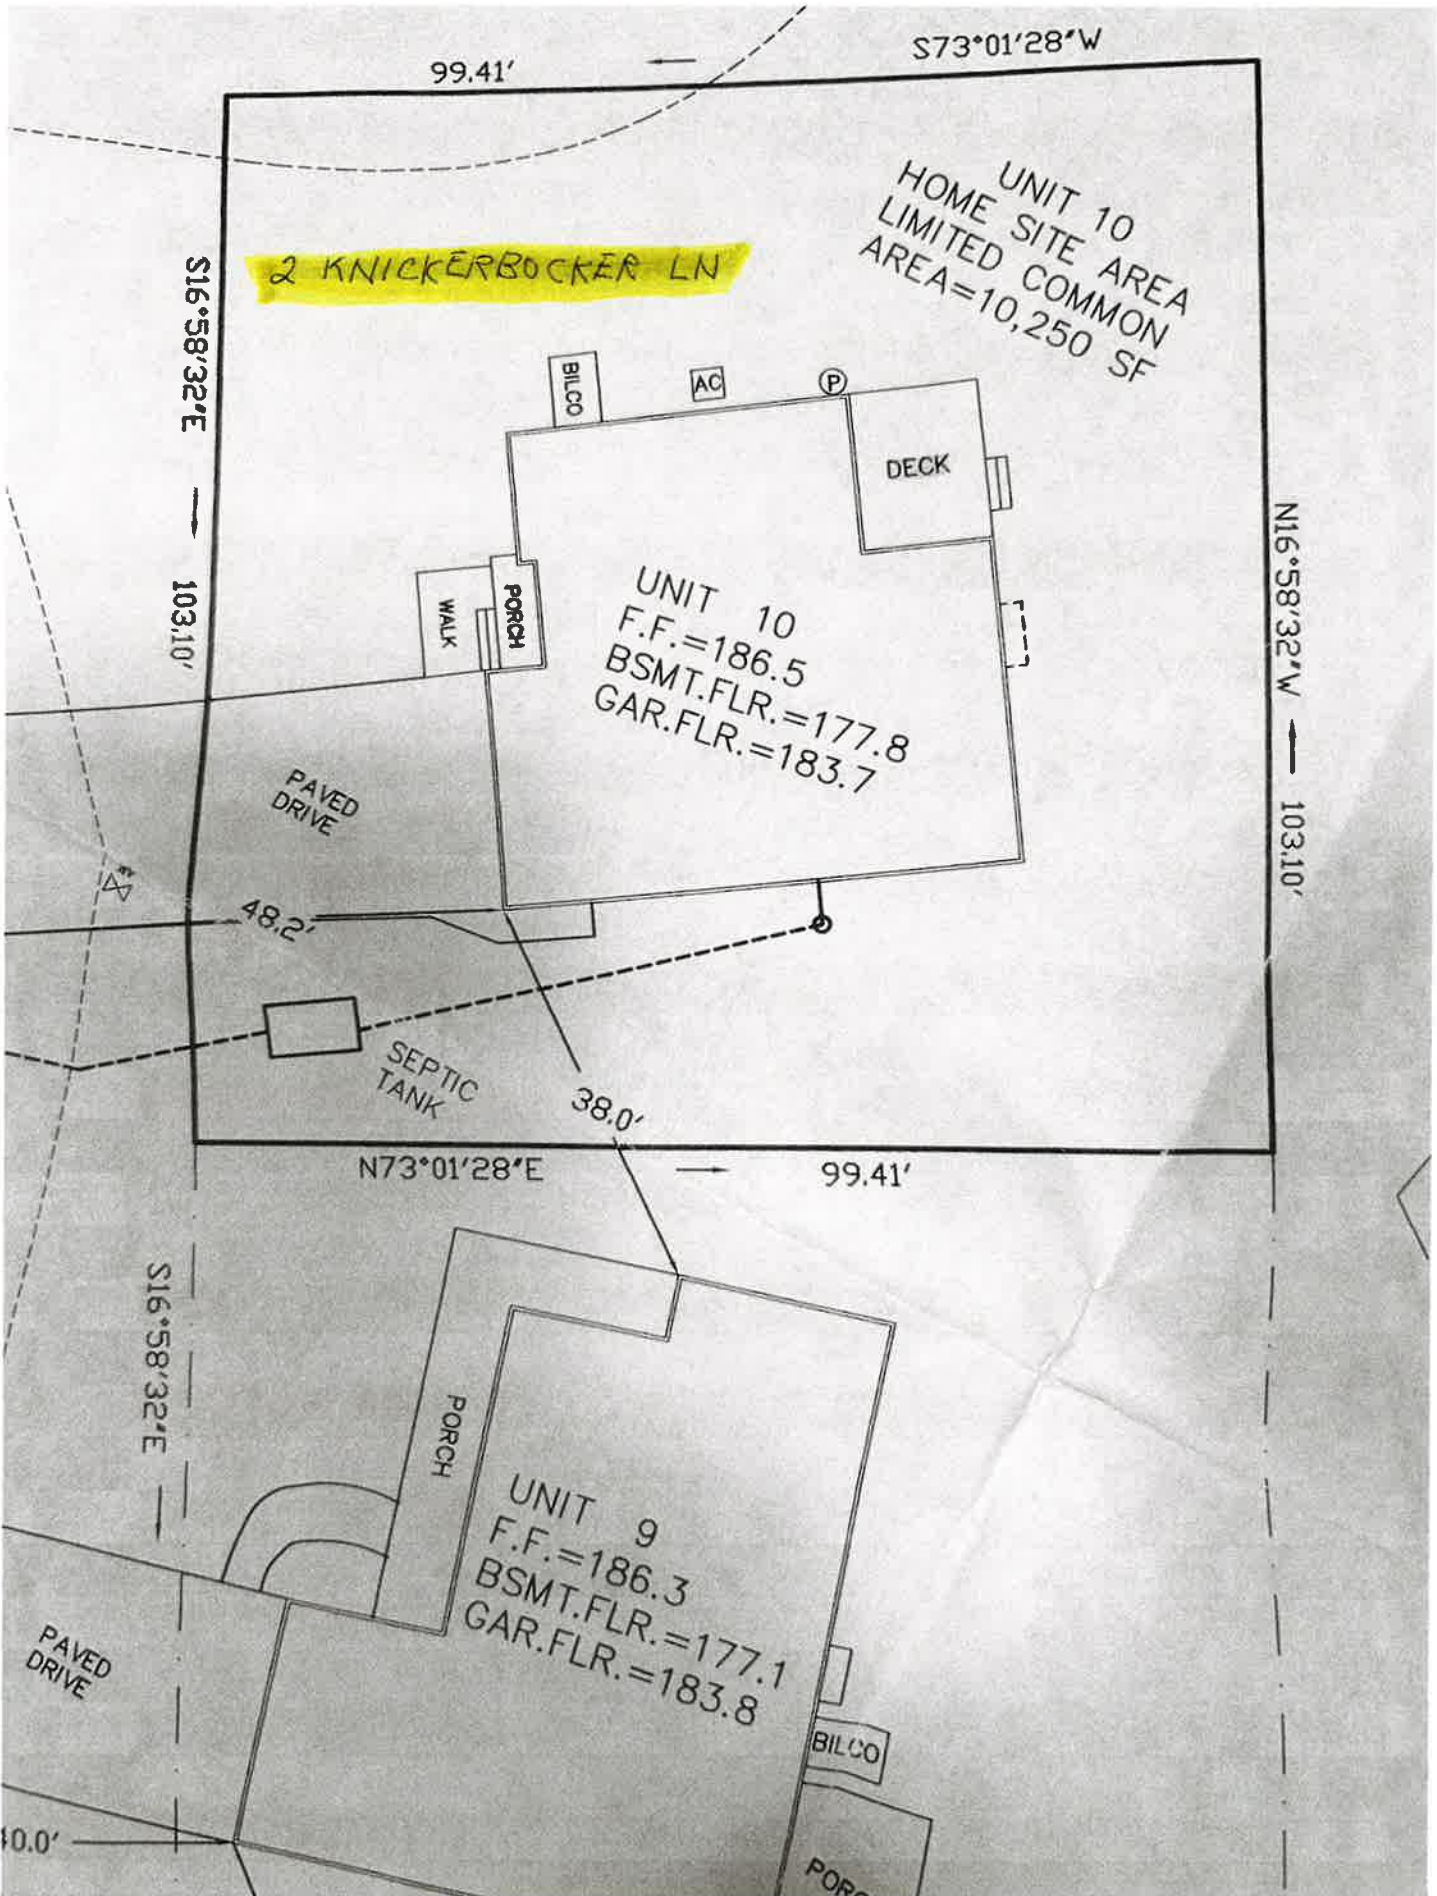 S73°01'28"W
99.41'
UNIT 10
HOME SITE AREA
LIMITED COMMON
AREA=10,250 SF
2 KNICKERBOCKER LN
S16°58'32"E
103.10'
BILCO
AC
P
DECK
N16°58'32"W
103.10'
WALK
PORCH
UNIT 10
F.F.=186.5
BSMT.FLR.=177.8
GAR.FLR.=183.7
PAVED
DRIVE
48.2'
SEPTIC
TANK
38.0'
N73°01'28"E
99.41'
S16°58'32"E
PORCH
UNIT 9
F.F.=186.3
BSMT.FLR.=177.1
GAR.FLR.=183.8
PAVED
DRIVE
BILCO
40.0'